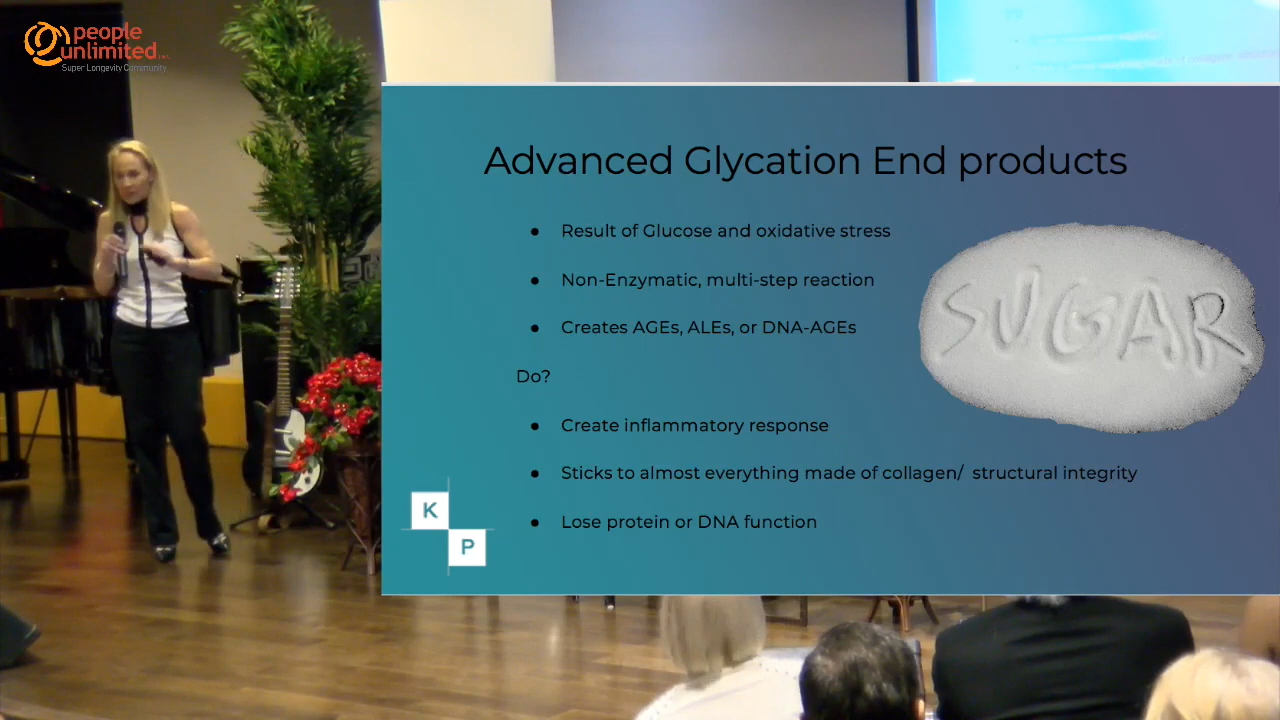 people
unlimited INC.
Super Longevity Community
Advanced Glycation End products
● Result of Glucose and oxidative stress
● Non-Enzymatic, multi-step reaction
● Creates AGEs, ALEs, or DNA-AGEs
Do?
● Create inflammatory response
● Sticks to almost everything made of collagen/ structural integrity
● Lose protein or DNA function
SUGAR
K
P